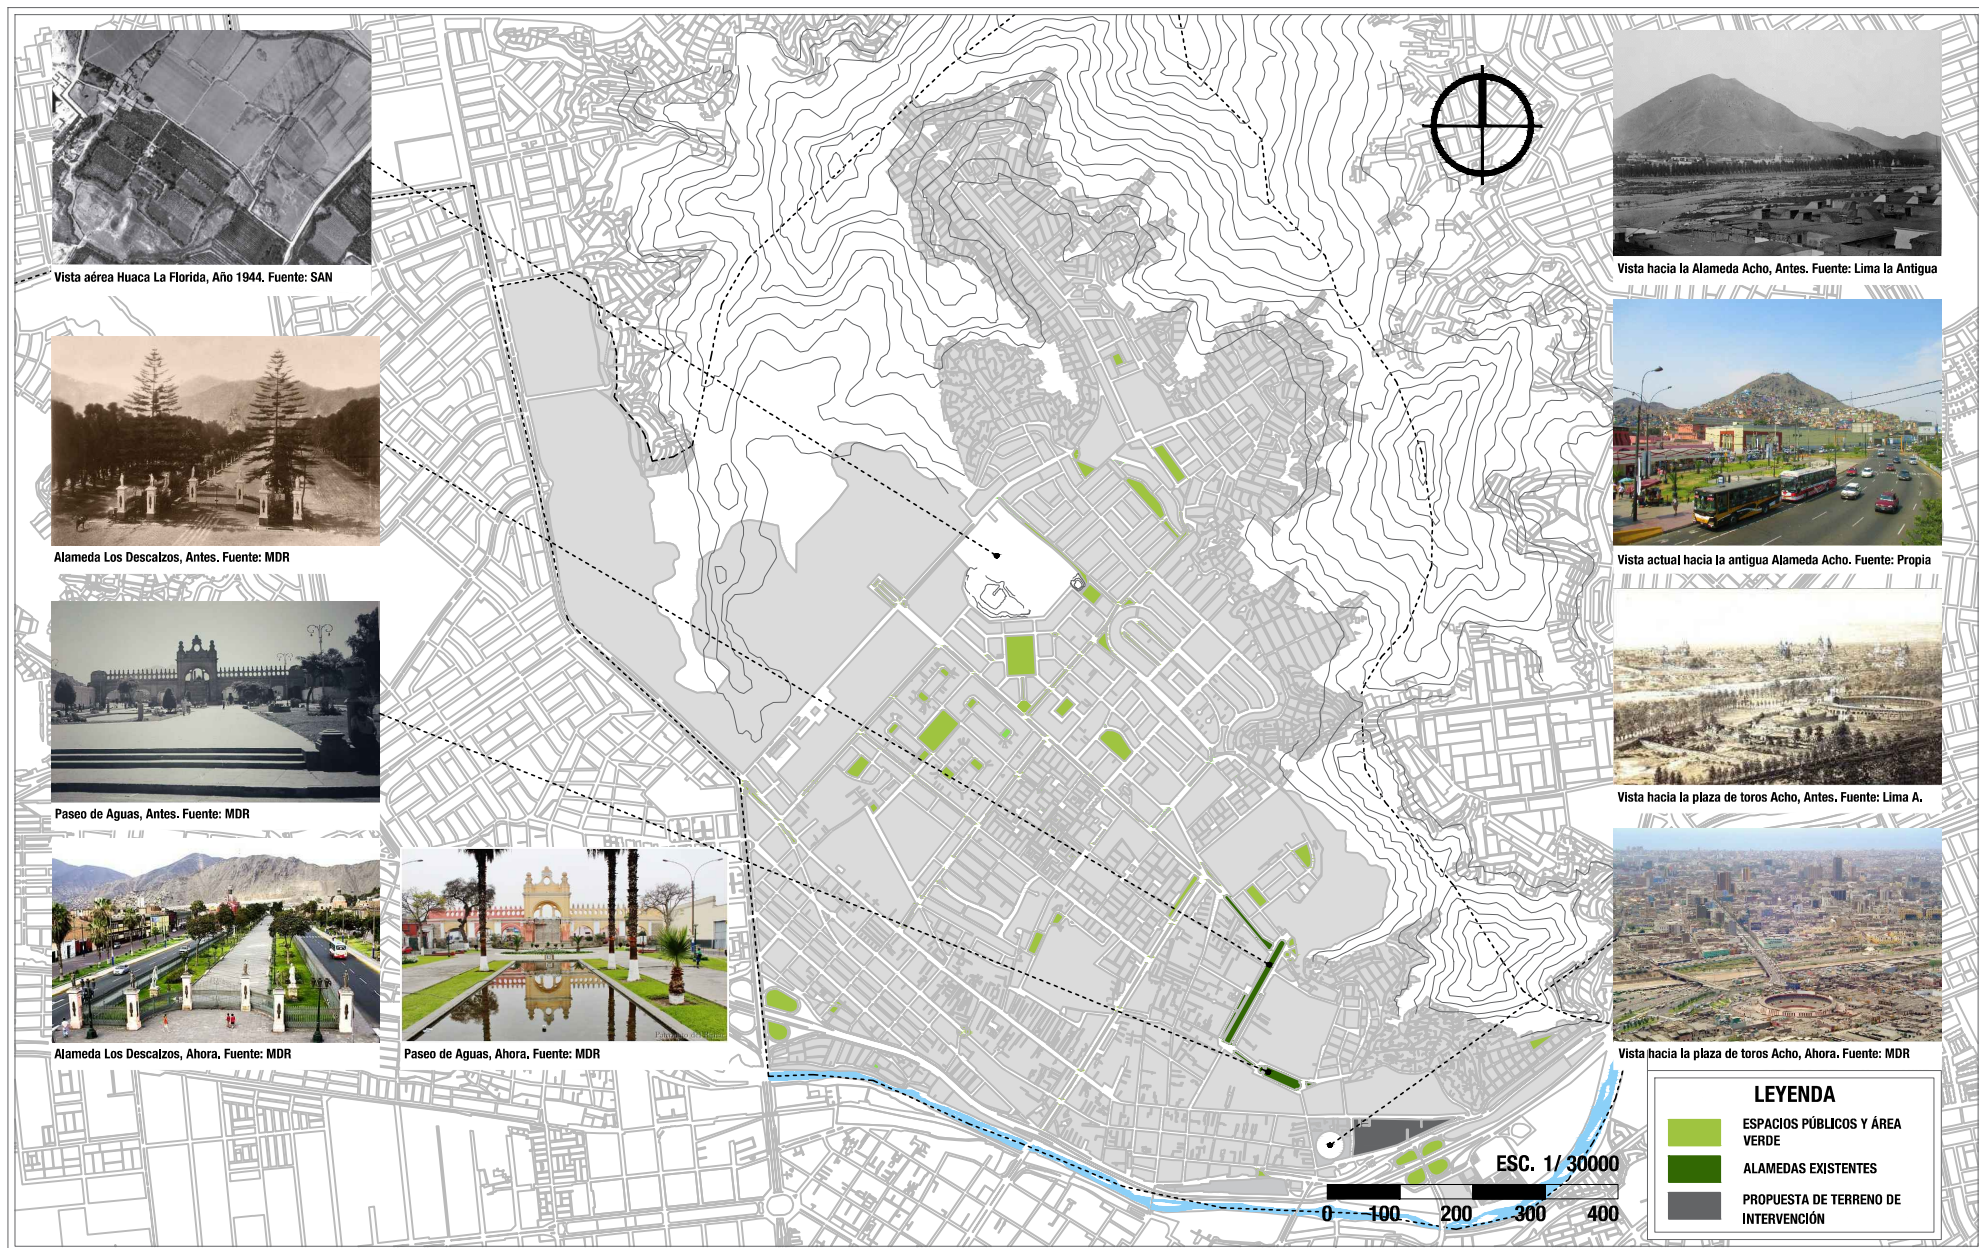 Vista aérea Huaca La Florida, Año 1944. Fuente: SAN
Alameda Los Descalzos, Antes. Fuente: MDR
Paseo de Aguas, Antes. Fuente: MDR
Alameda Los Descalzos, Ahora. Fuente: MDR
Paseo de Aguas, Ahora. Fuente: MDR
Vista hacia la Alameda Acho, Antes. Fuente: Lima la Antigua
Vista actual hacia la antigua Alameda Acho. Fuente: Propia
Vista hacia la plaza de toros Acho, Antes. Fuente: Lima A.
Vista hacia la plaza de toros Acho, Ahora. Fuente: MDR
LEYENDA
ESPACIOS PÚBLICOS Y ÁREA
VERDE
ALAMEDAS EXISTENTES
PROPUESTA DE TERRENO DE
INTERVENCIÓN
ESC. 1/ 30000
0 100 200 300 400